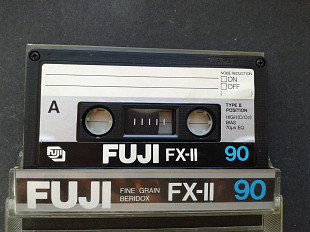 NOISE REDUCTION
ON
OFF
A
TYPE II
POSITION
HIGH(CrO2)
BIAS
70μs EQ
FUJI
FUJI FX-II 90
FUJI FINE GRAIN
BERIDOX FX-II 90